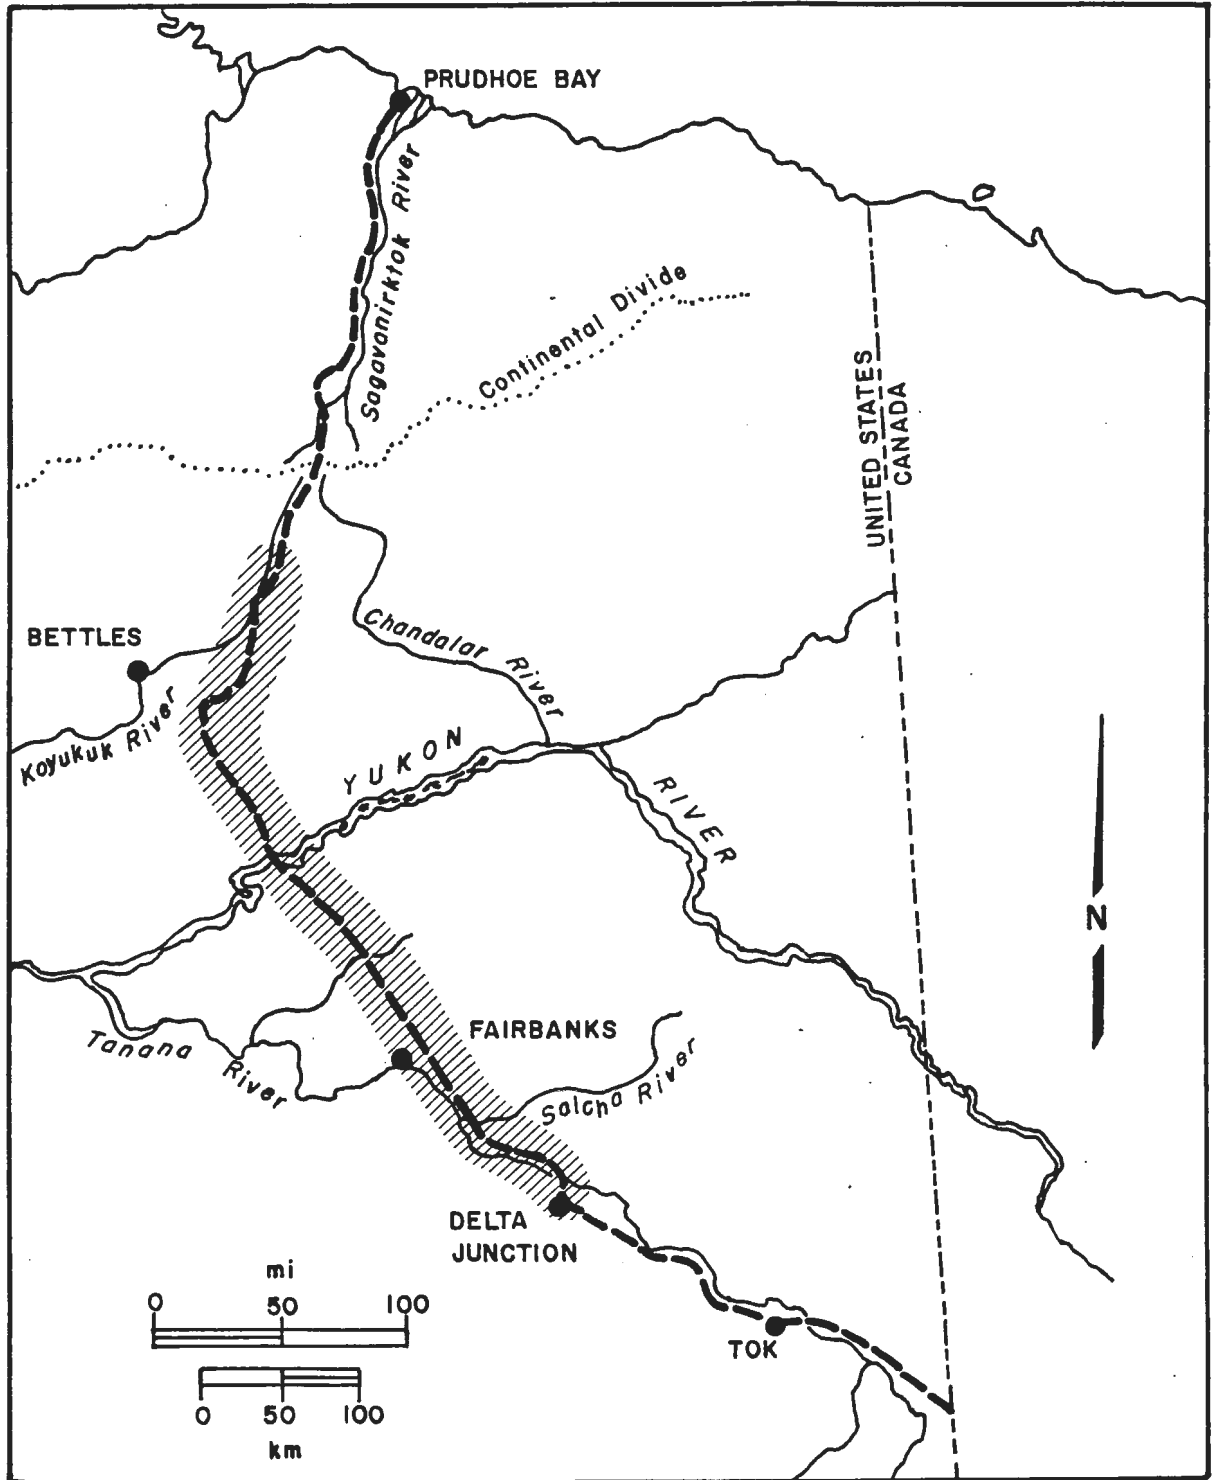 PRUDHOE BAY
Sagavanirktok River
Continental Divide
UNITED STATES
CANADA
BETTLES
Chandalar River
Koyukuk River
YUKON
RIVER
N
Tanana
River
FAIRBANKS
Salcha River
DELTA
JUNCTION
TOK
mi
0 50 100
0 50 100
km